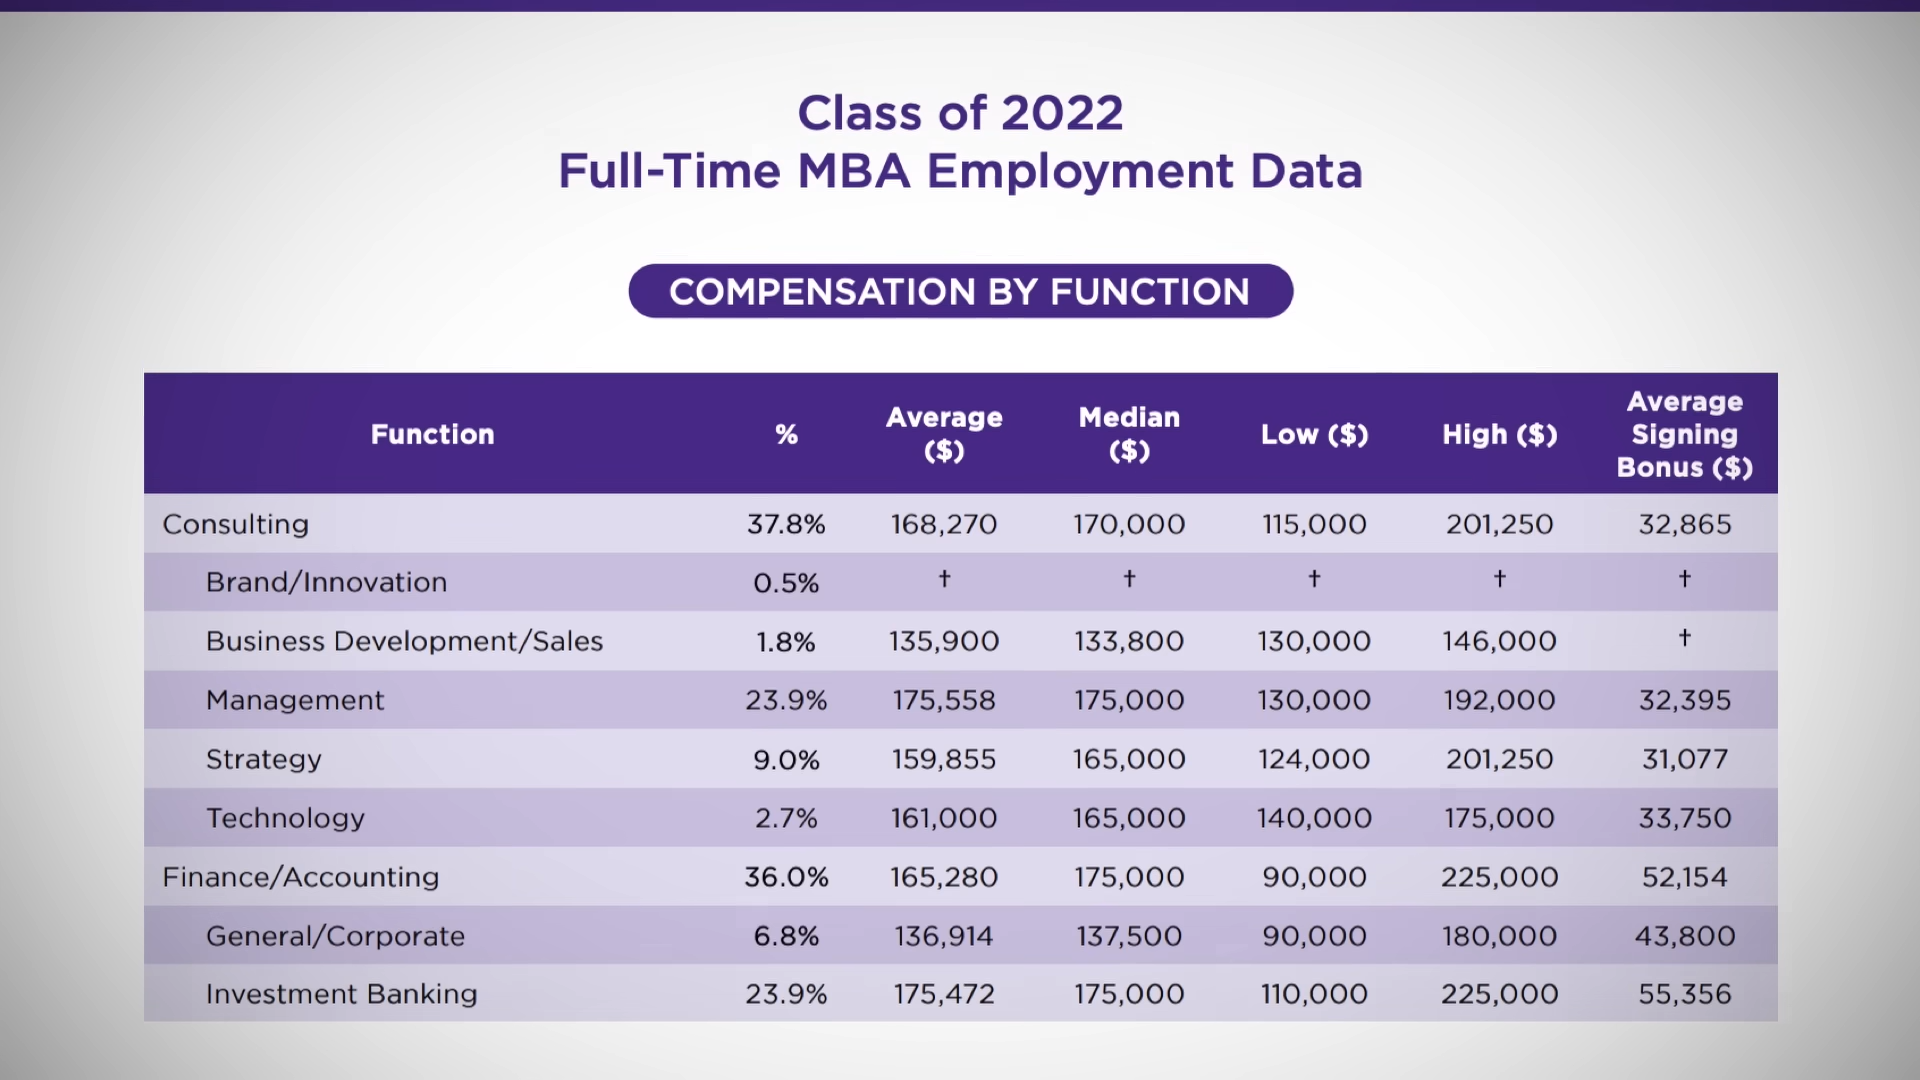 Class of 2022
Full-Time MBA Employment Data
COMPENSATION BY FUNCTION
Function % Average ($) Median ($) Low ($) High ($) Average Signing Bonus ($)
Consulting 37.8% 168,270 170,000 115,000 201,250 32,865
Brand/Innovation 0.5% † † † † †
Business Development/Sales 1.8% 135,900 133,800 130,000 146,000 †
Management 23.9% 175,558 175,000 130,000 192,000 32,395
Strategy 9.0% 159,855 165,000 124,000 201,250 31,077
Technology 2.7% 161,000 165,000 140,000 175,000 33,750
Finance/Accounting 36.0% 165,280 175,000 90,000 225,000 52,154
General/Corporate 6.8% 136,914 137,500 90,000 180,000 43,800
Investment Banking 23.9% 175,472 175,000 110,000 225,000 55,356